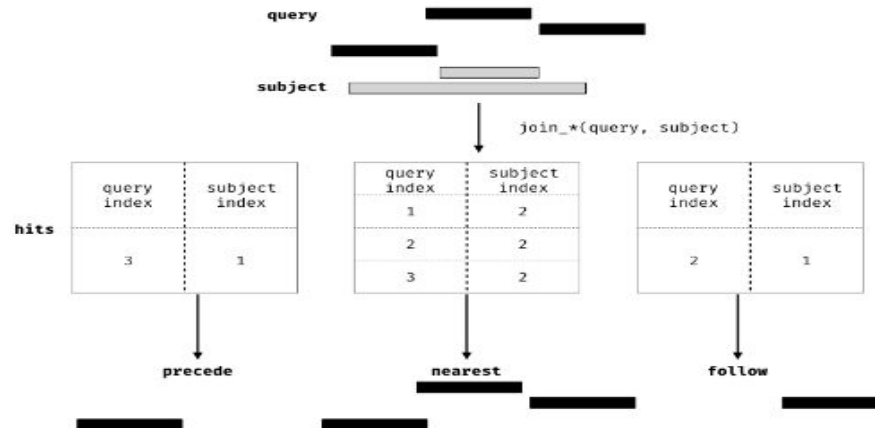 query
subject
join_*(query, subject)
hits
query index
subject index
3
1
query index
subject index
1
2
2
2
3
2
query index
subject index
2
1
precede
nearest
follow